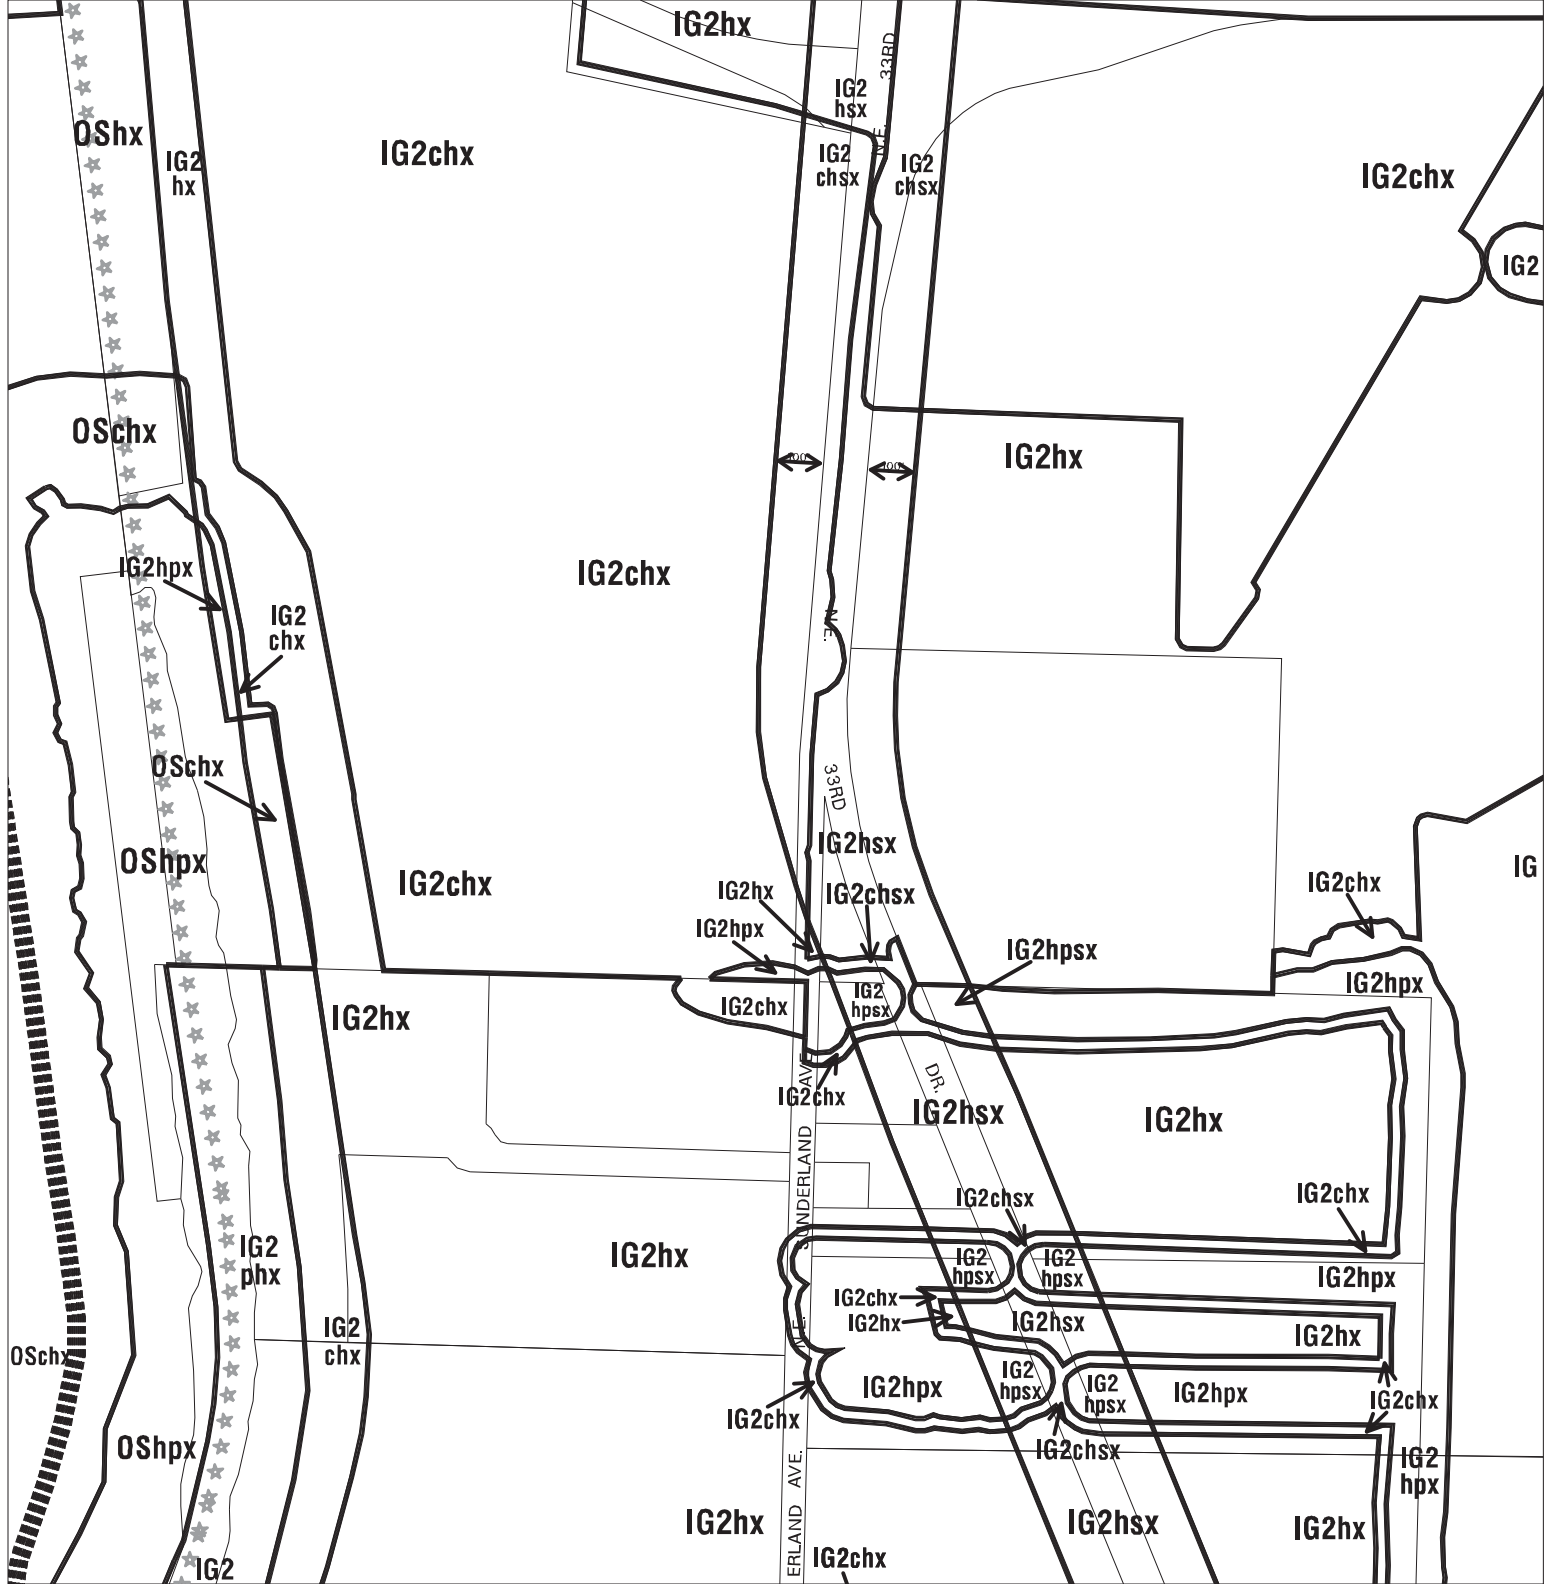 IG2hx
33RD
IG2
hsx
N.E.
OShx
IG2
hx
IG2chx
IG2
chsx
IG2
chsx
IG2chx
IG2
OSchx
IG2hx
100'
100'
IG2hpx
IG2chx
IG2
chx
N.E.
OSchx
33RD
IG2hsx
OShpx
IG2chx
IG2hx
IG2chsx
IG2chx
IG
IG2hpx
IG2hpsx
IG2hpx
IG2chx
IG2
hpsx
IG2hx
AVE.
IG2chx
DR.
IG2hsx
IG2hx
SUNDERLAND
IG2chsx
IG2chx
IG2
phx
IG2hx
IG2
hpsx
IG2
hpsx
IG2hpx
IG2chx
IG2hx
IG2hsx
IG2hx
N.E.
IG2
chx
OSchx
IG2hpx
IG2
hpsx
IG2
hpsx
IG2hpx
IG2chx
IG2chx
OShpx
IG2chsx
IG2
hpx
ERLAND AVE.
IG2hx
IG2hsx
IG2hx
IG2chx
IG2